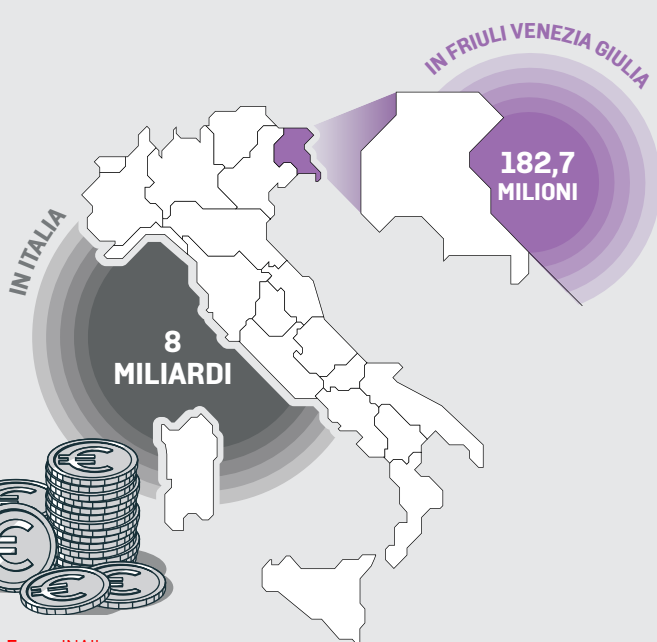 IN FRIULI VENEZIA GIULIA
182,7
MILIONI
IN ITALIA
8
MILIARDI